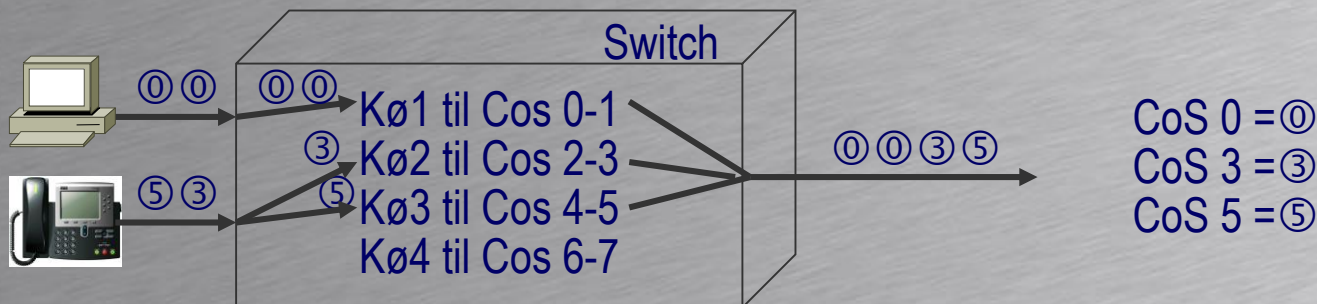 Switch
⓪⓪ ⓪⓪ Kø1 til Cos 0-1
③ Kø2 til Cos 2-3 ⓪⓪③⑤
⑤③ ⑤ Kø3 til Cos 4-5
Kø4 til Cos 6-7
CoS 0 =⓪
CoS 3 =③
CoS 5 =⑤